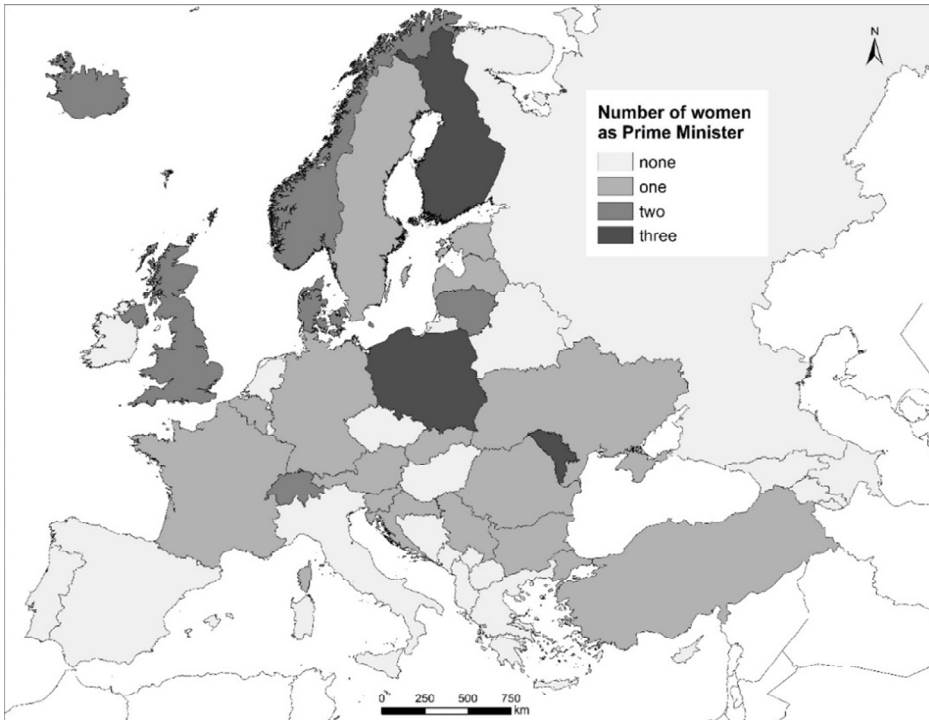 N
Number of women
as Prime Minister
none
one
two
three
0 250 500 750
km